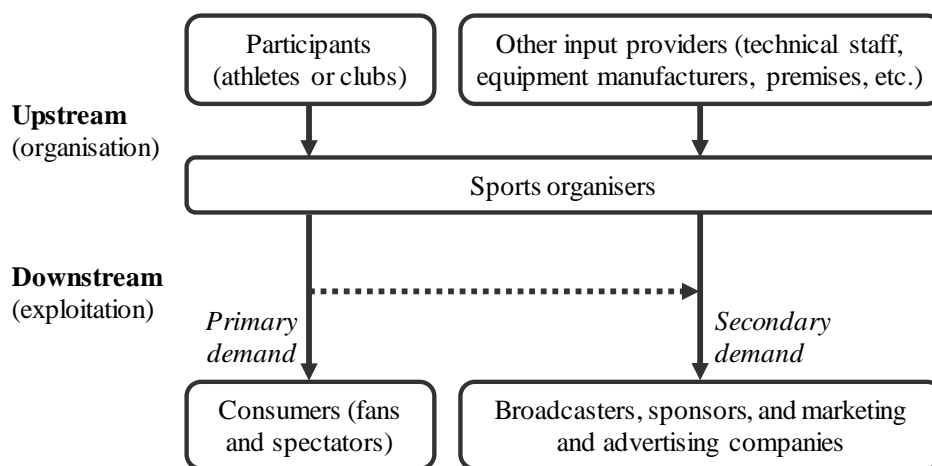 Participants
(athletes or clubs)
Other input providers (technical staff,
equipment manufacturers, premises, etc.)
Upstream
(organisation)
Sports organisers
Downstream
(exploitation)
Primary
demand
Secondary
demand
Consumers (fans
and spectators)
Broadcasters, sponsors, and marketing
and advertising companies